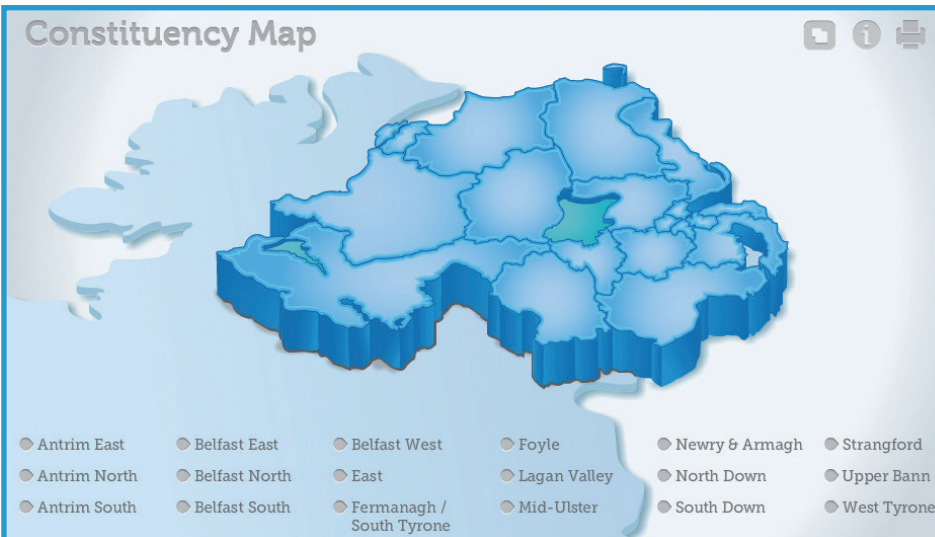 Constituency Map
Antrim East
Belfast East
Belfast West
Foyle
Newry & Armagh
Strangford
Antrim North
Belfast North
East
Lagan Valley
North Down
Upper Bann
Antrim South
Belfast South
Fermanagh /
South Tyrone
Mid-Ulster
South Down
West Tyrone